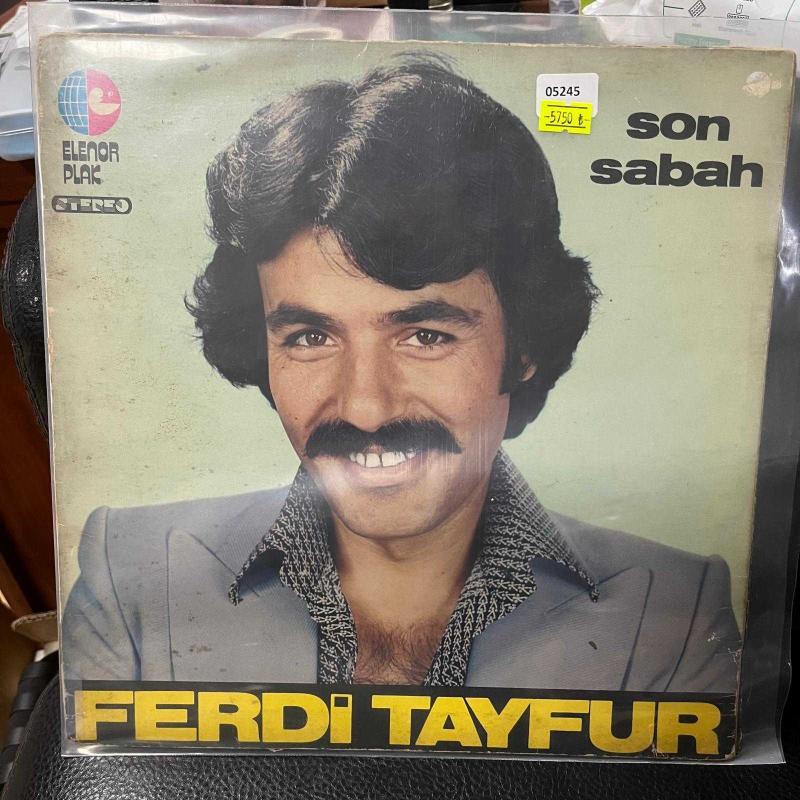 ELENOR
PLAK
STEREO
05245
-5750 ₺-
son
sabah
FERDi TAYFUR